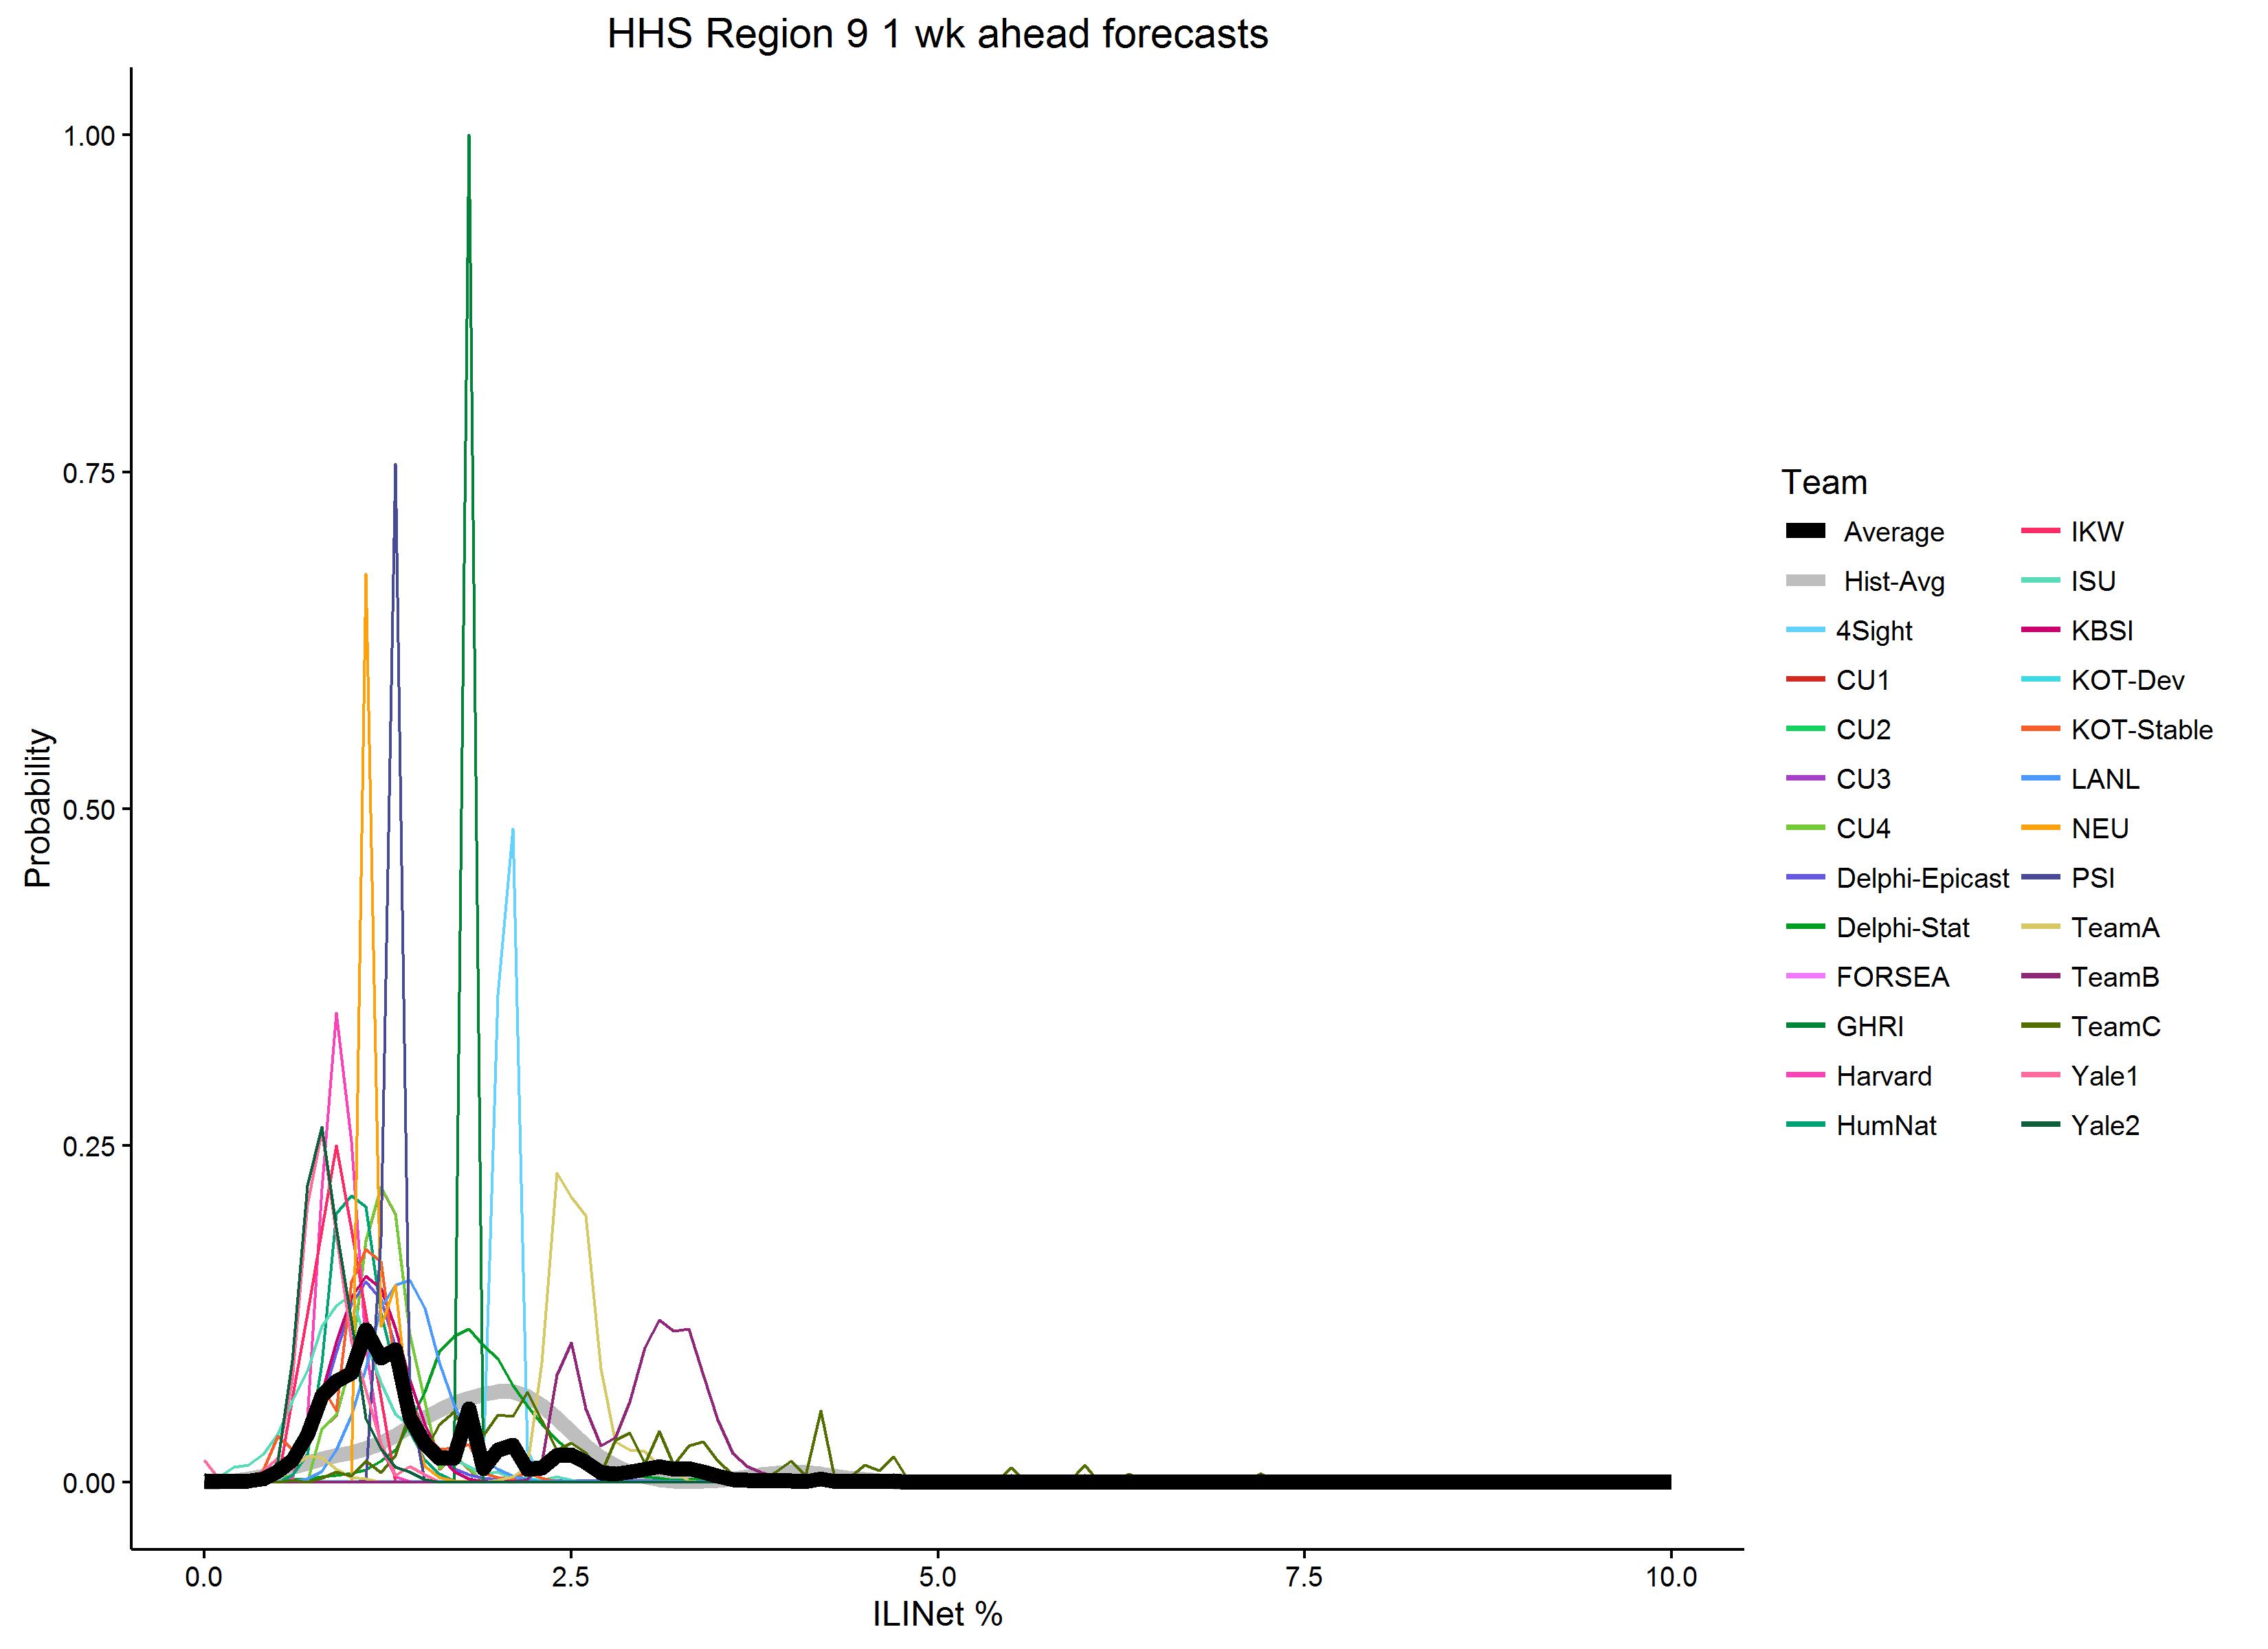 HHS Region 9 1 wk ahead forecasts
Probability
1.00
0.75
0.50
0.25
0.00
0.0 2.5 5.0 7.5 10.0
ILINet %
Team
Average IKW
Hist-Avg ISU
4Sight KBSI
CU1 KOT-Dev
CU2 KOT-Stable
CU3 LANL
CU4 NEU
Delphi-Epicast PSI
Delphi-Stat TeamA
FORSEA TeamB
GHRI TeamC
Harvard Yale1
HumNat Yale2